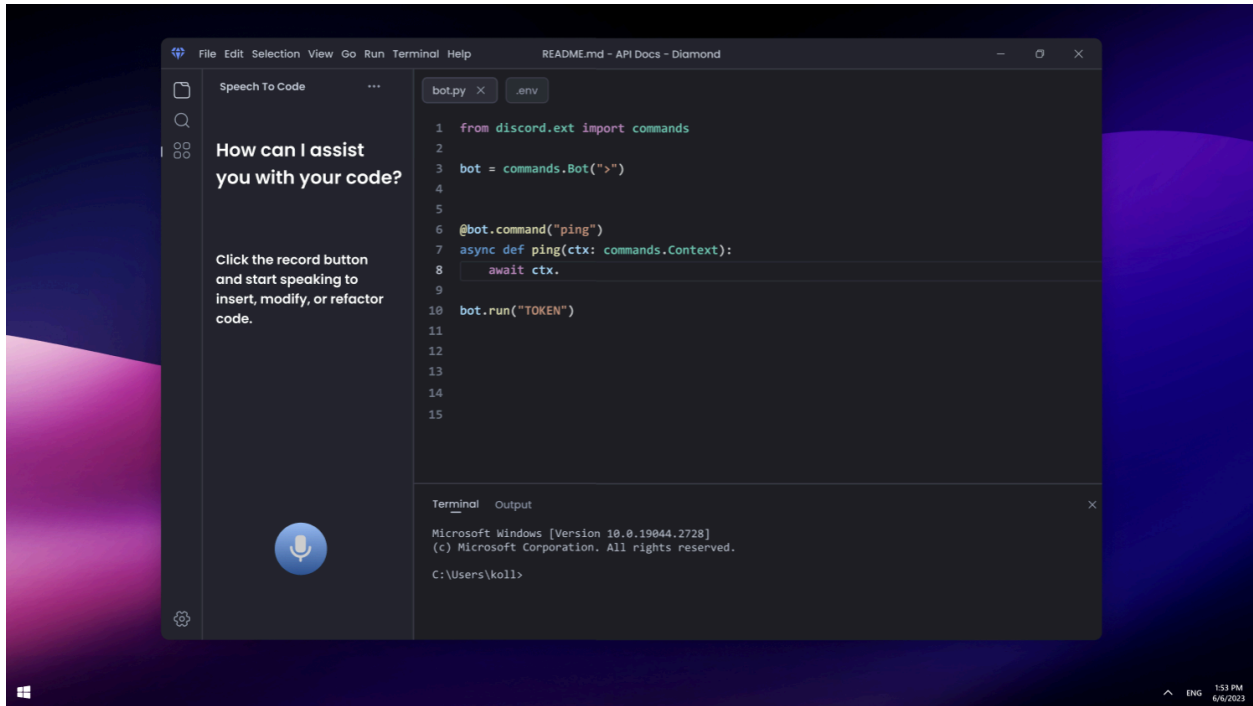 File Edit Selection View Go Run Terminal Help README.md - API Docs - Diamond
Speech To Code ...
How can I assist
you with your code?
Click the record button
and start speaking to
insert, modify, or refactor
code.
bot.py .env
1 from discord.ext import commands
2
3 bot = commands.Bot(">")
4
5
6 @bot.command("ping")
7 async def ping(ctx: commands.Context):
8 await ctx.
9
10 bot.run("TOKEN")
11
12
13
14
15
Terminal Output
Microsoft Windows [Version 10.0.19044.2728]
(c) Microsoft Corporation. All rights reserved.
C:\Users\koll>
ENG 1:53 PM
6/6/2023